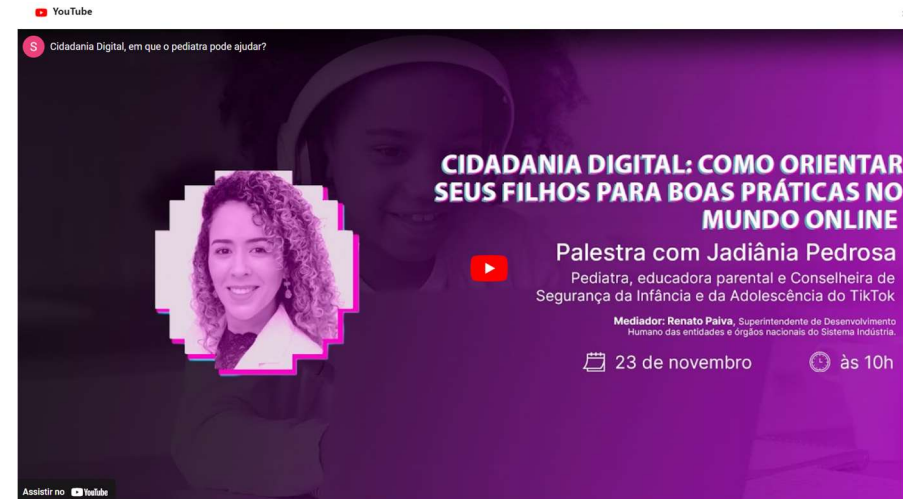 YouTube
S Cidadania Digital, em que o pediatra pode ajudar?
CIDADANIA DIGITAL: COMO ORIENTAR
SEUS FILHOS PARA BOAS PRÁTICAS NO
MUNDO ONLINE
Palestra com Jadiânia Pedrosa
Pediatra, educadora parental e Conselheira de
Segurança da Infância e da Adolescência do TikTok
Mediador: Renato Paiva, Superintendente de Desenvolvimento
Humano das entidades e órgãos nacionais do Sistema Indústria.
23 de novembro às 10h
Assistir no YouTube